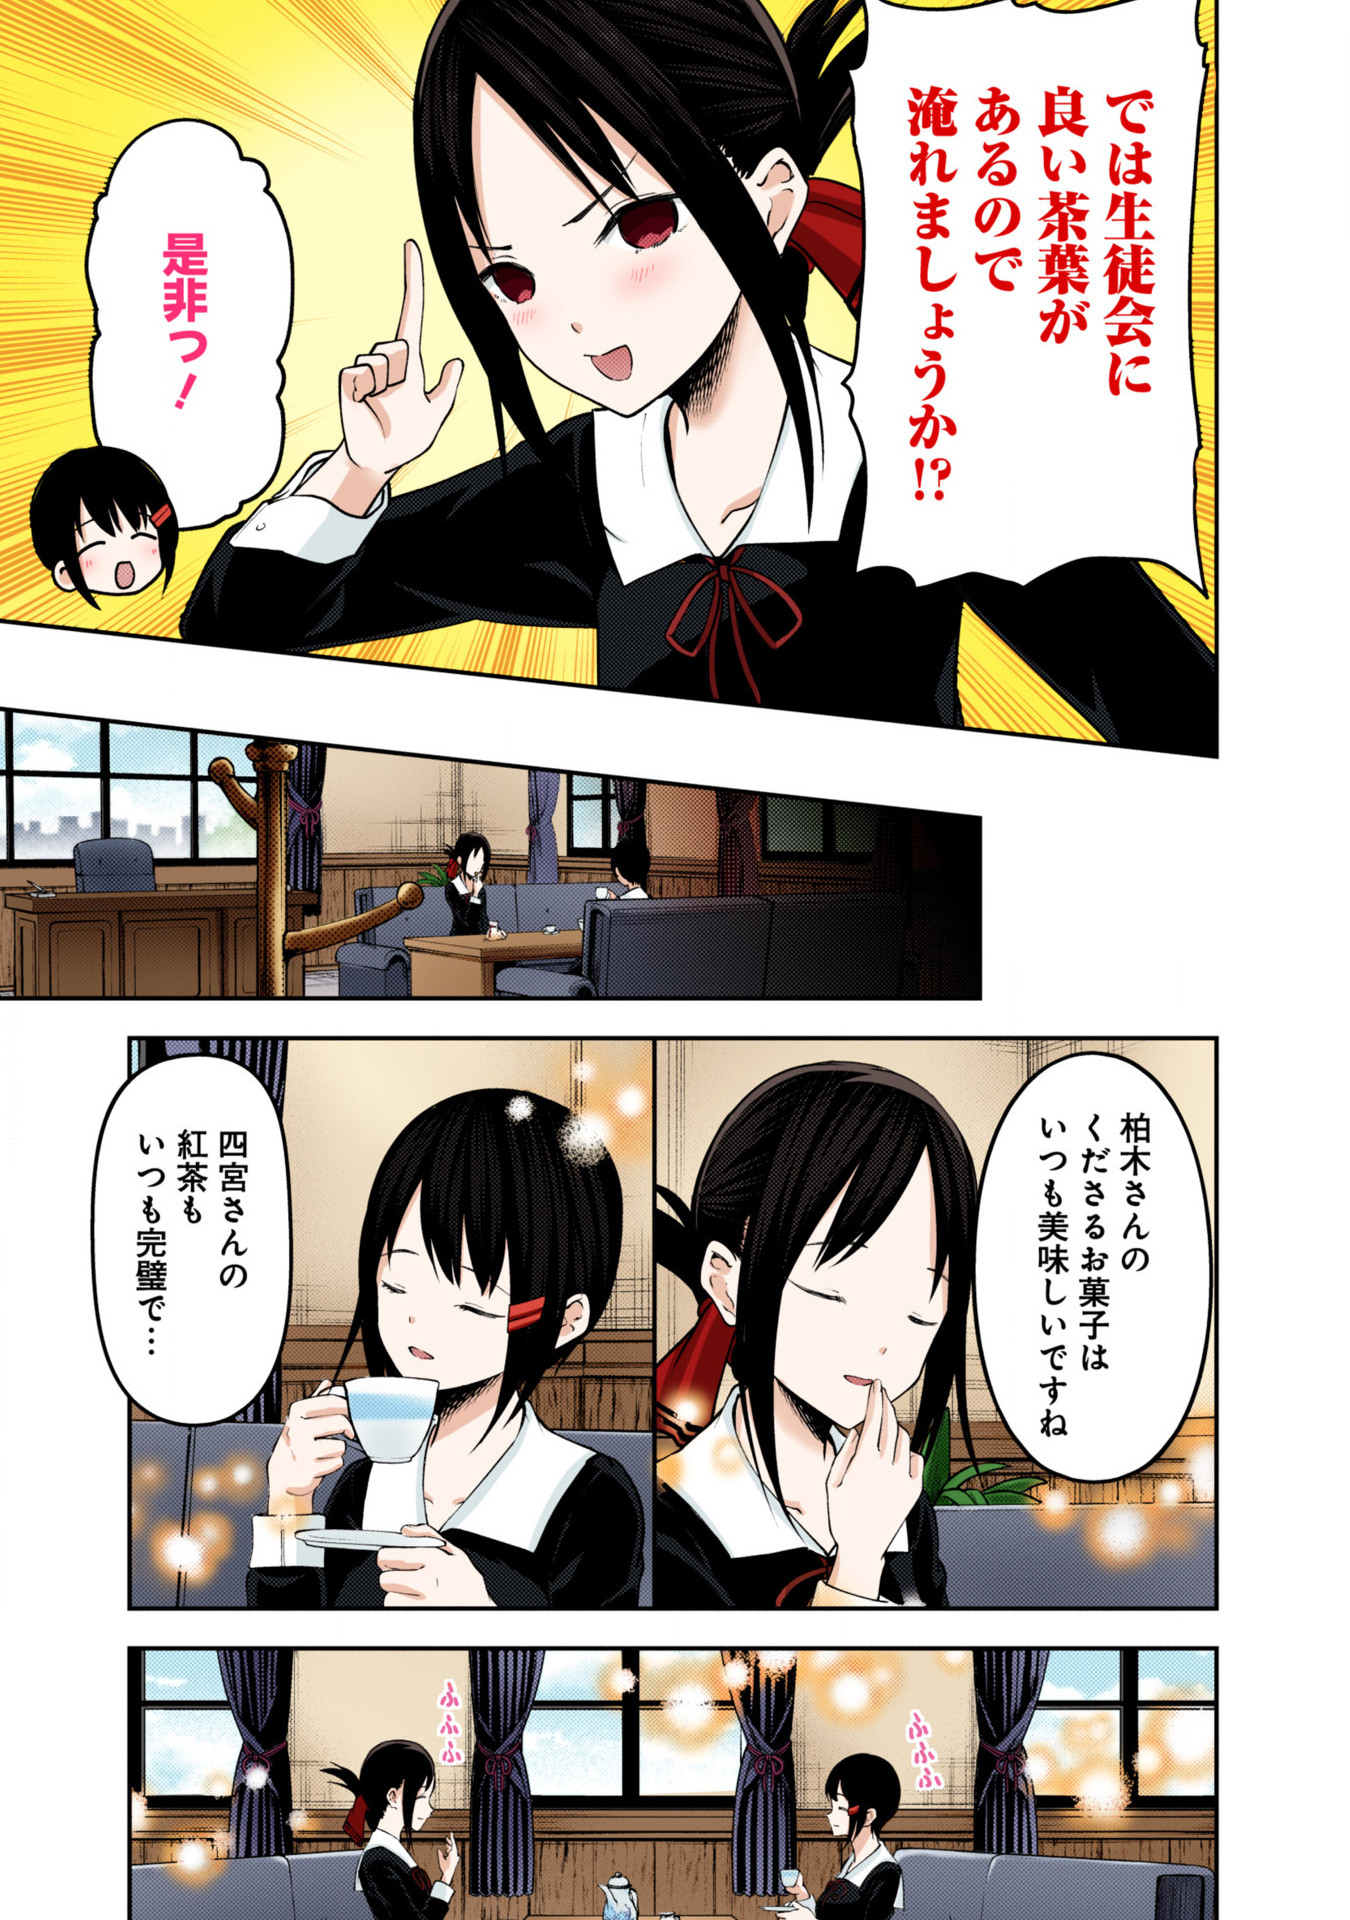 では生徒会に
良い茶葉が
あるので
淹れましょうか!?
是非っ！
柏木さんの
くださるお菓子は
いつも美味しいですね
四宮さんの
紅茶も
いつも完璧で…
ふふふ
ふふふ